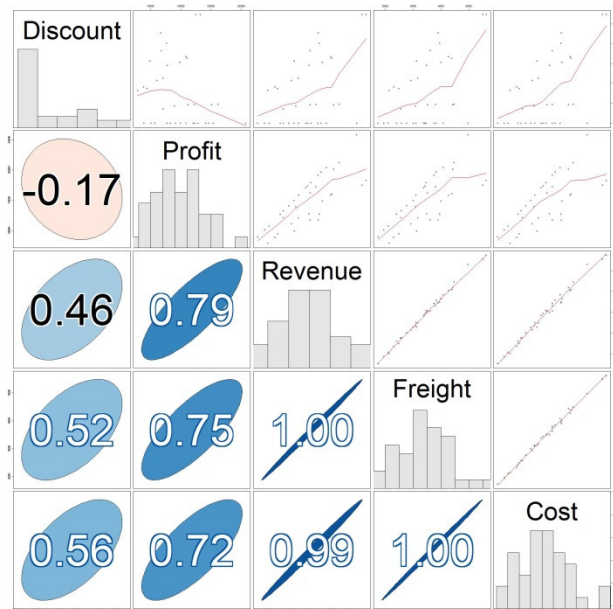 Discount
-0.17 Profit
0.46 0.79 Revenue
0.52 0.75 1.00 Freight
0.56 0.72 0.99 1.00 Cost